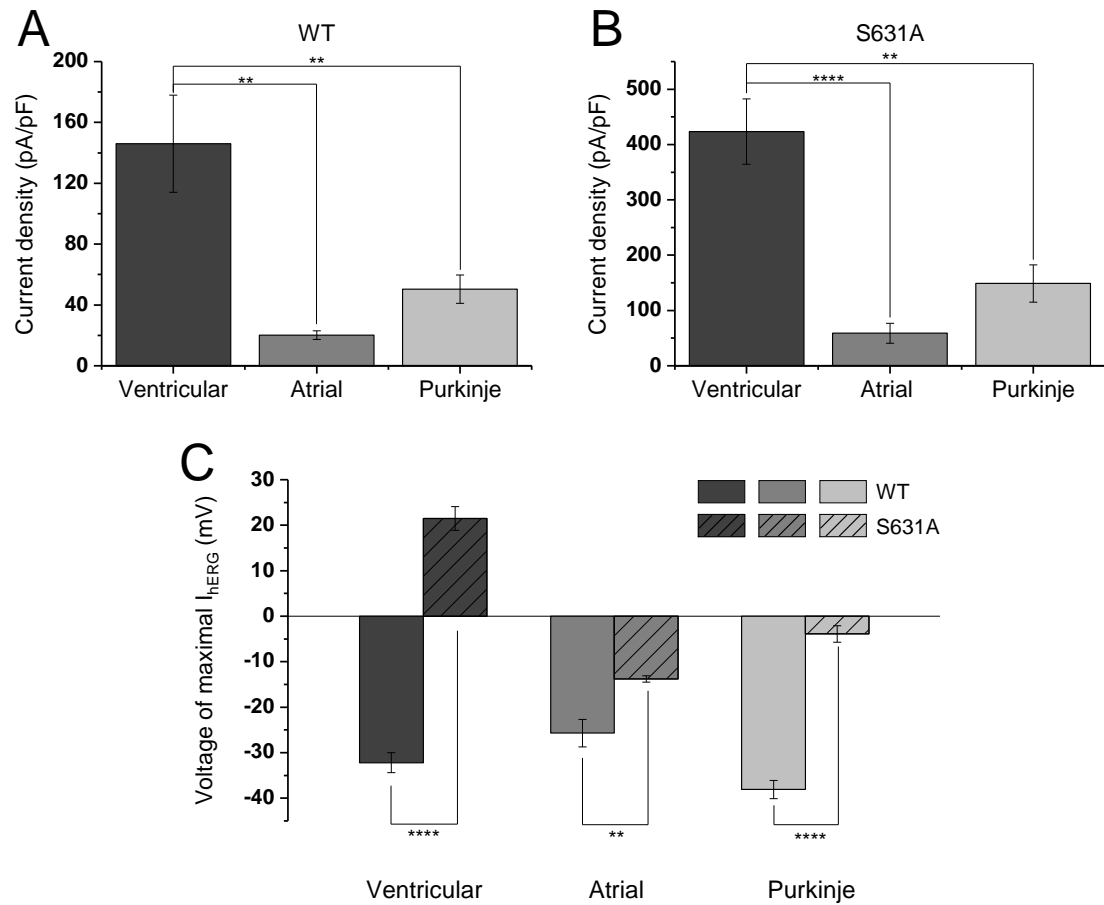 A
WT
Current density (pA/pF)
200
160
120
80
40
0
**
**
Ventricular Atrial Purkinje
B
S631A
Current density (pA/pF)
500
400
300
200
100
0
**
****
Ventricular Atrial Purkinje
C
Voltage of maximal IhERG (mV)
30
20
10
0
-10
-20
-30
-40
WT
S631A
**** ** ****
Ventricular Atrial Purkinje